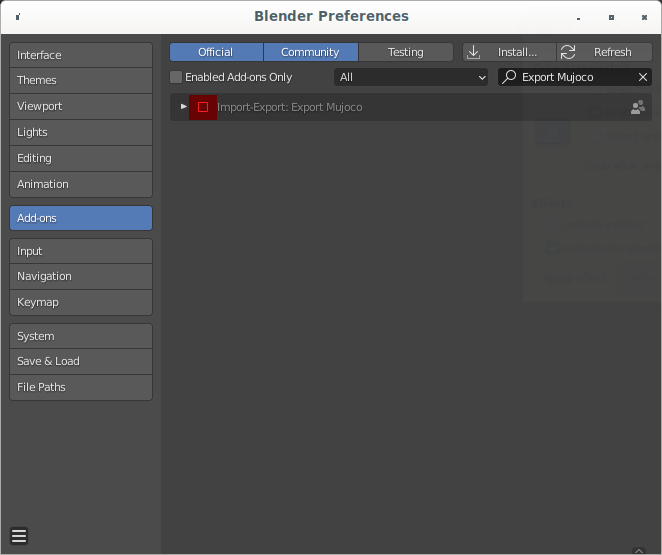 Blender Preferences
Interface
Themes
Viewport
Lights
Editing
Animation
Add-ons
Input
Navigation
Keymap
System
Save & Load
File Paths
Official Community Testing Install... Refresh
Enabled Add-ons Only All Export Mujoco
Import-Export: Export Mujoco